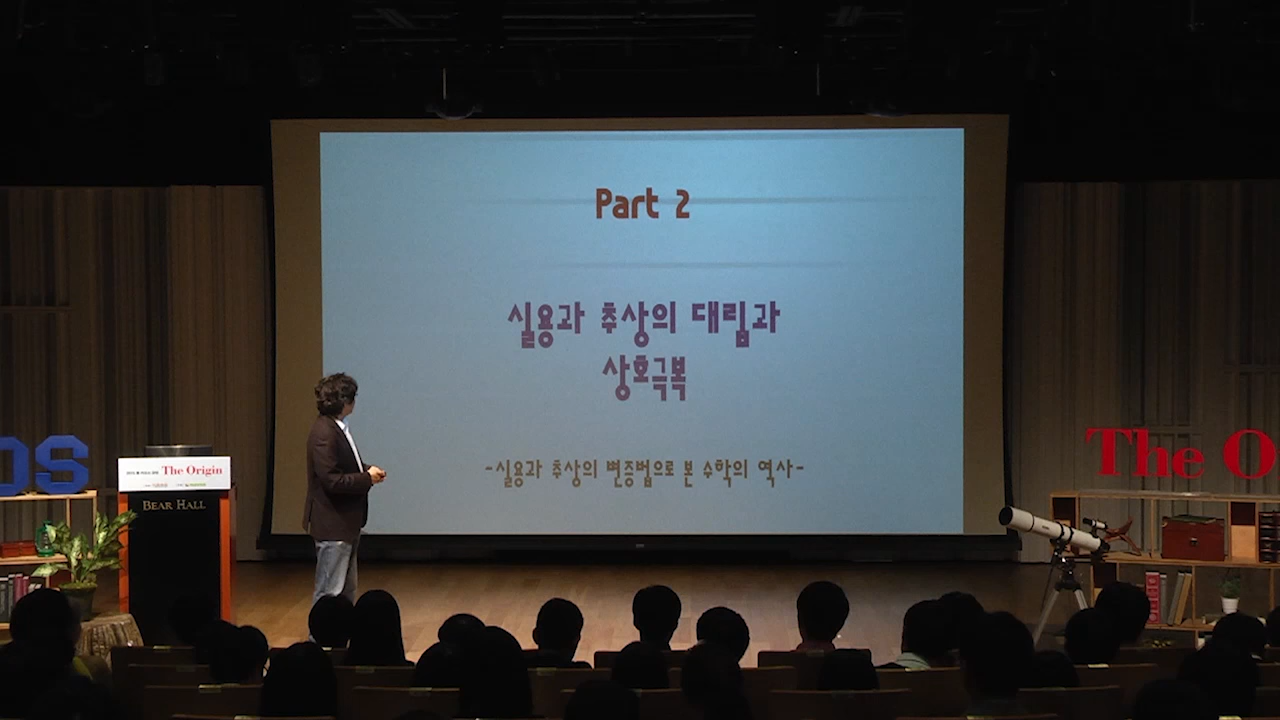 Part 2
실용과 추상의 대립과
상호극복
-실용과 추상의 변증법으로 본 수학의 역사-
OS
The Origin
BEAR HALL
The O